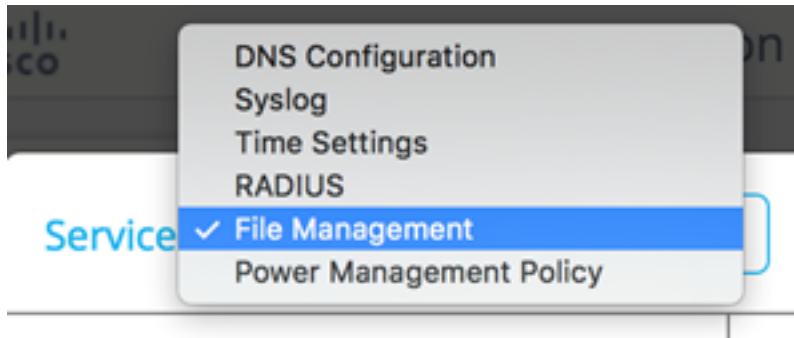 DNS Configuration
Syslog
Time Settings
RADIUS
Service ✓ File Management
Power Management Policy